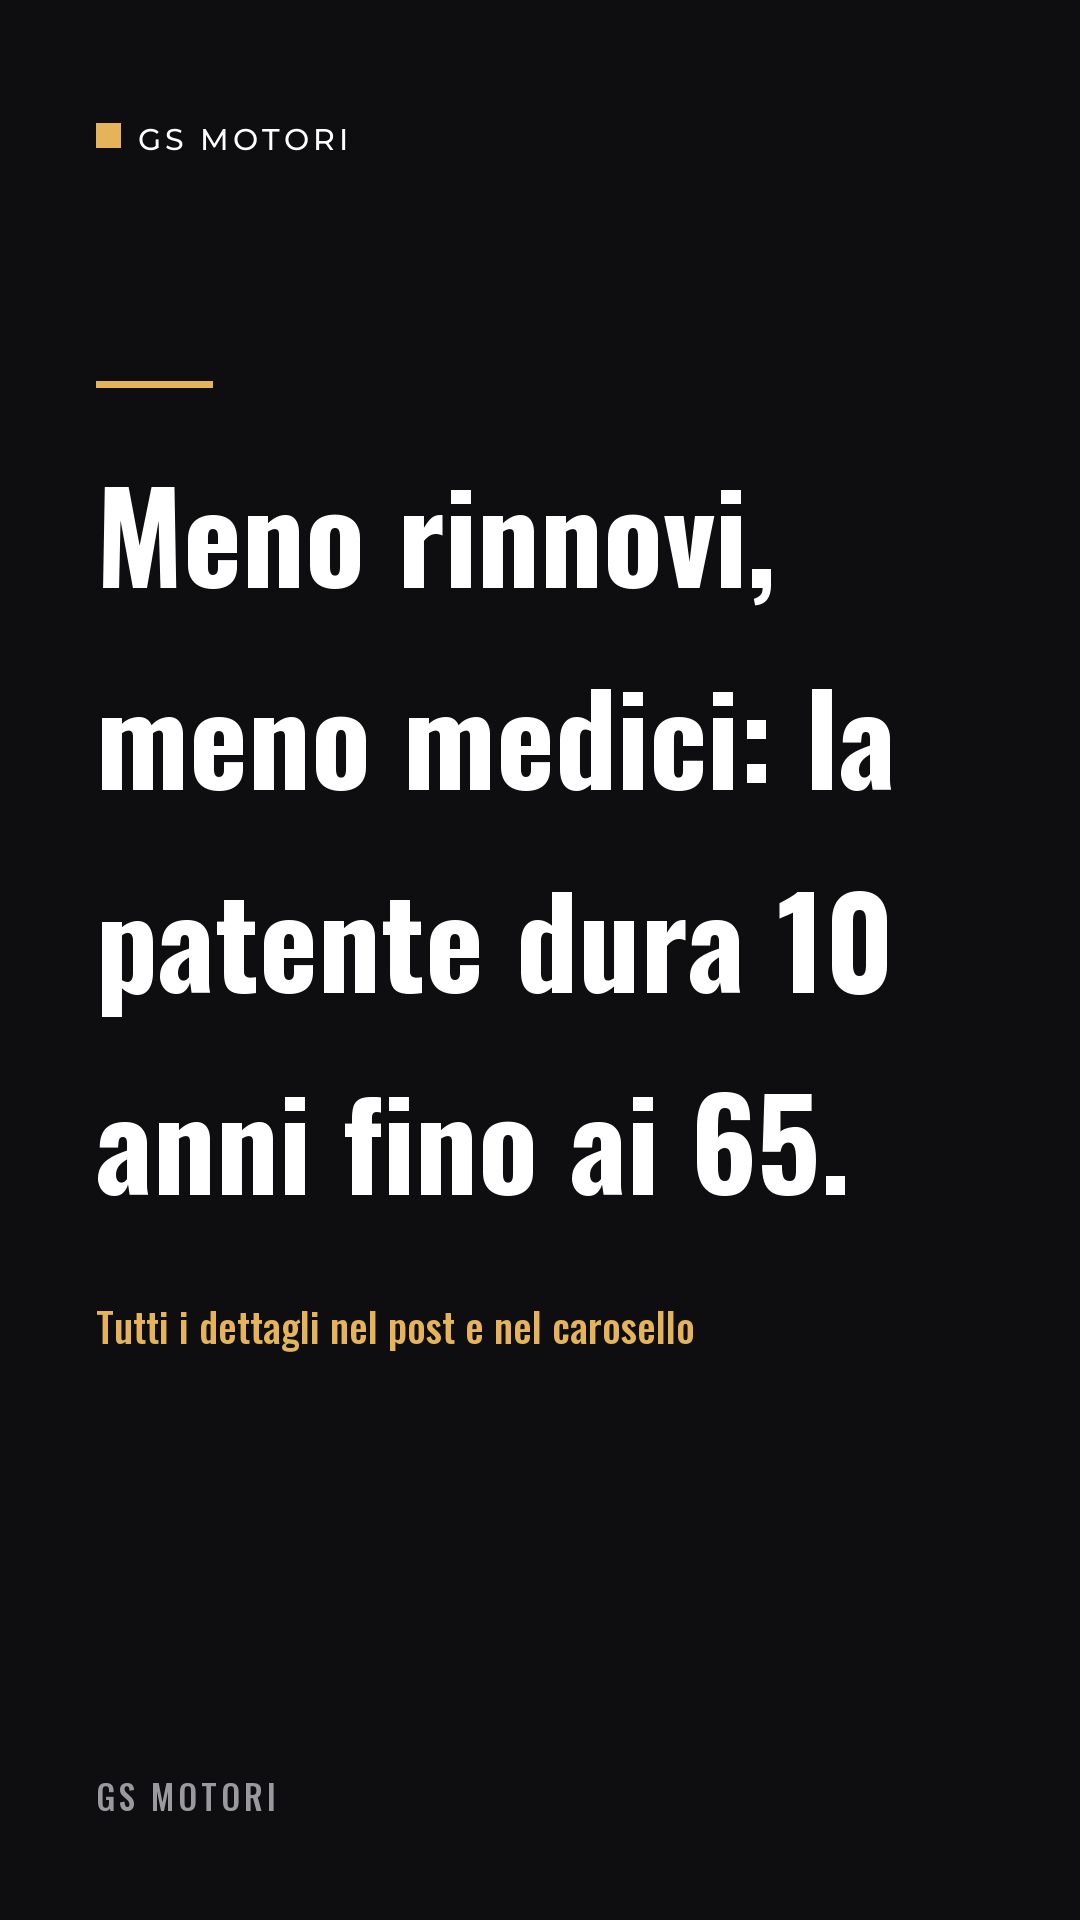 GS MOTORI
Meno rinnovi,
meno medici: la
patente dura 10
anni fino ai 65.
Tutti i dettagli nel post e nel carosello
GS MOTORI